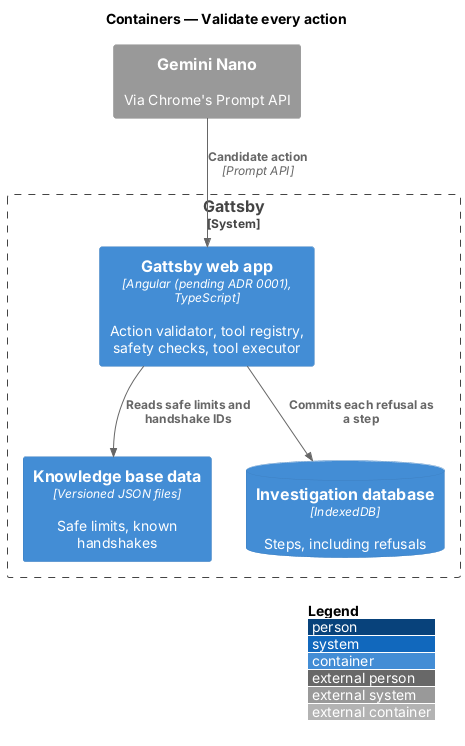 Containers — Validate every action
Gemini Nano
Via Chrome's Prompt API
Candidate action
[Prompt API]
Gattsby
[System]
Gattsby web app
[Angular (pending ADR 0001),
TypeScript]
Action validator, tool registry,
safety checks, tool executor
Reads safe limits and
handshake IDs
Commits each refusal as
a step
Knowledge base data
[Versioned JSON files]
Safe limits, known
handshakes
Investigation database
[IndexedDB]
Steps, including refusals
Legend
person
system
container
external person
external system
external container